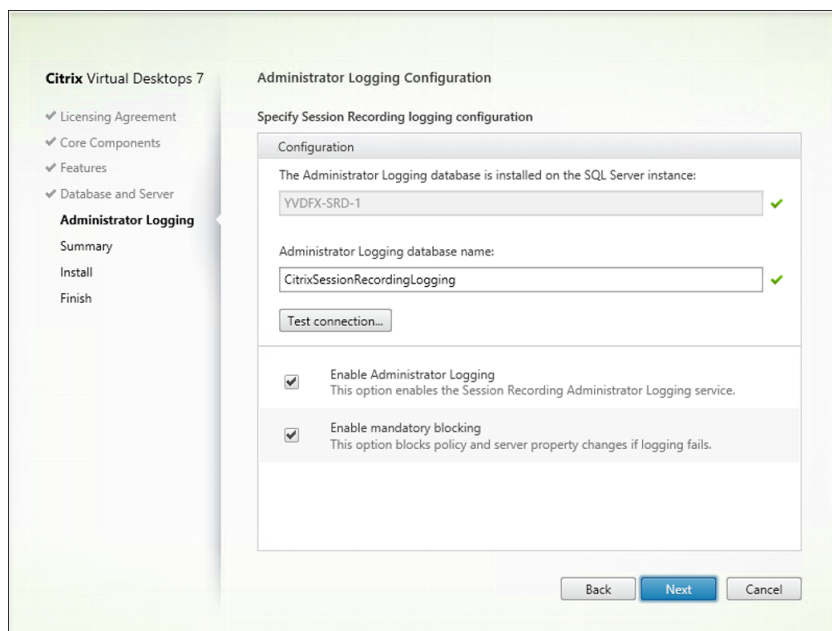 Citrix Virtual Desktops 7
Licensing Agreement
Core Components
Features
Database and Server
Administrator Logging
Summary
Install
Finish
Administrator Logging Configuration
Specify Session Recording logging configuration
Configuration
The Administrator Logging database is installed on the SQL Server instance:
YVDFX-SRD-1
Administrator Logging database name:
CitrixSessionRecordingLogging
Test connection...
Enable Administrator Logging
This option enables the Session Recording Administrator Logging service.
Enable mandatory blocking
This option blocks policy and server property changes if logging fails.
Back Next Cancel